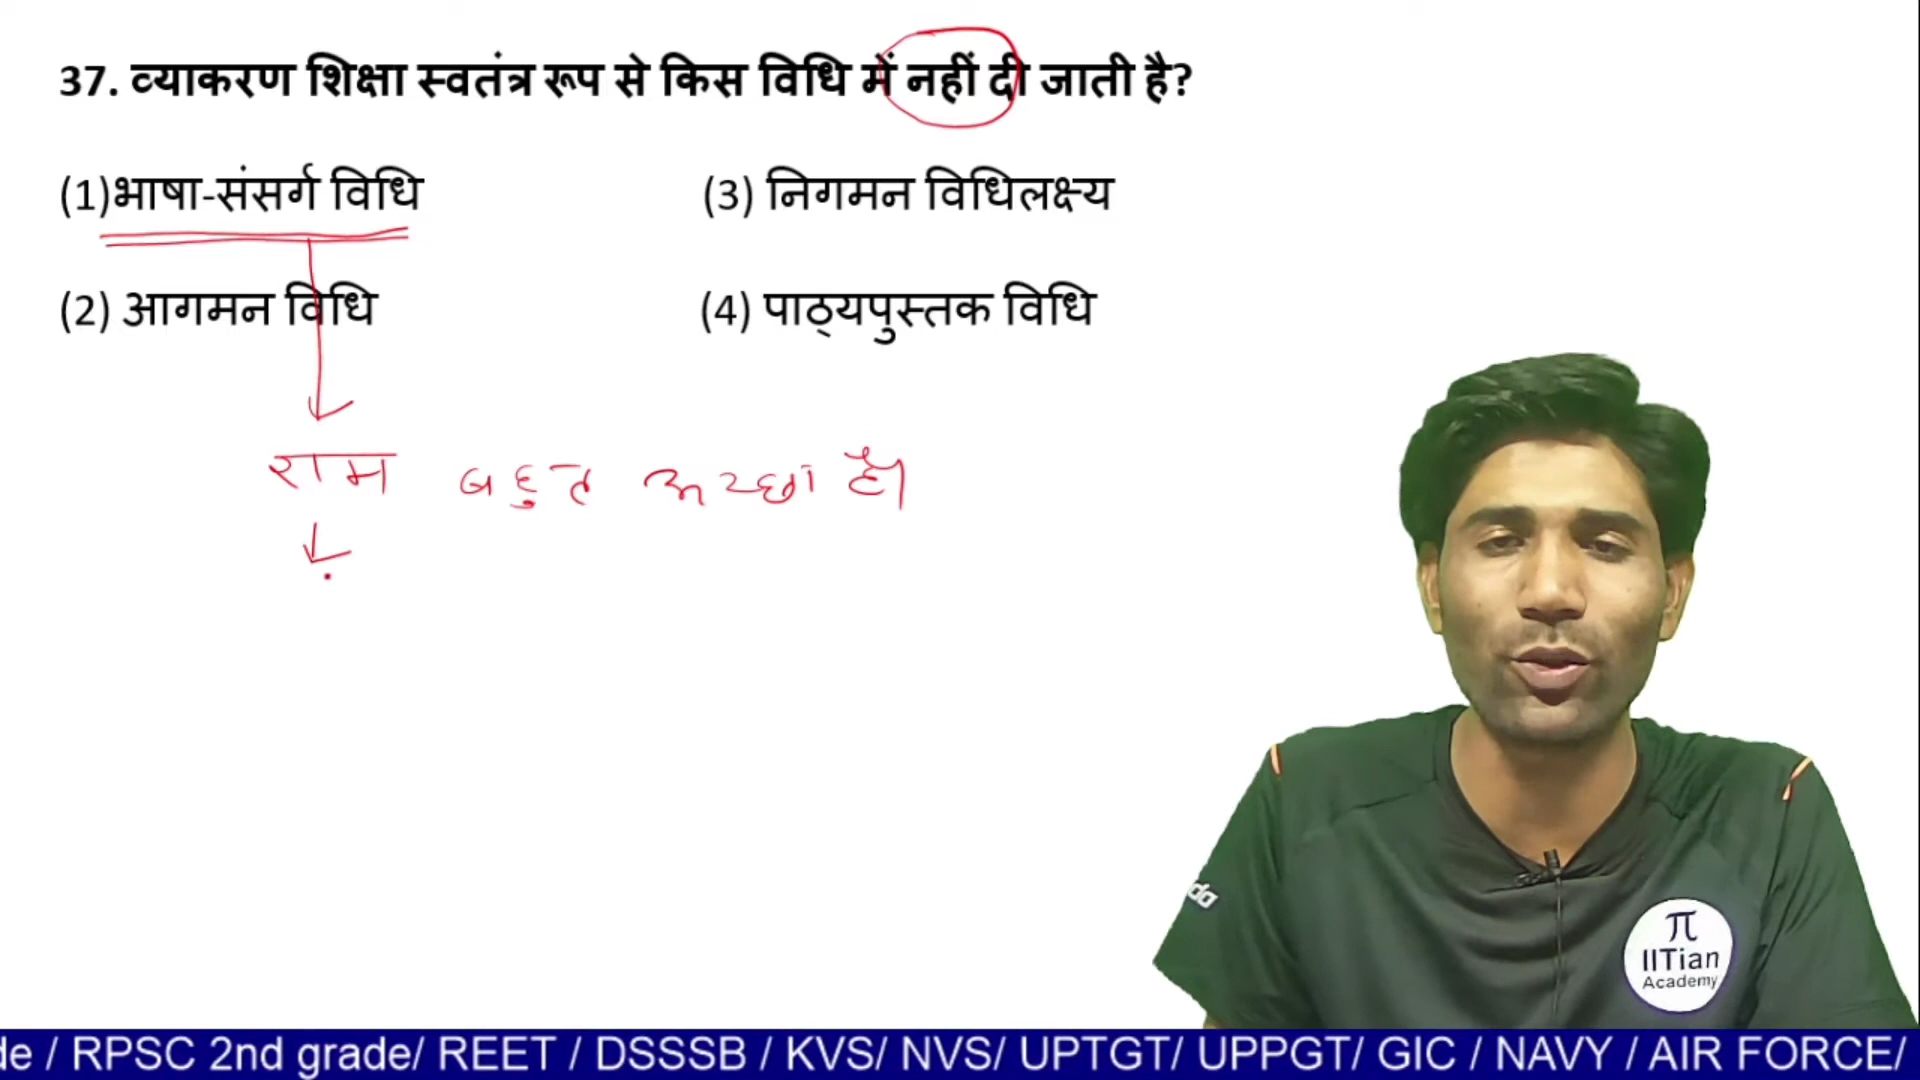 37. व्याकरण शिक्षा स्वतंत्र रूप से किस विधि में नहीं दी जाती है?
(1)भाषा-संसर्ग विधि
(3) निगमन विधिलक्ष्य
(2) आगमन विधि
(4) पाठ्यपुस्तक विधि
राम बहुत अच्छा है।
do
π
IITian
Academy
de / RPSC 2nd grade/ REET / DSSSB / KVS/ NVS/ UPTGT/ UPPGT/ GIC / NAVY / AIR FORCE/